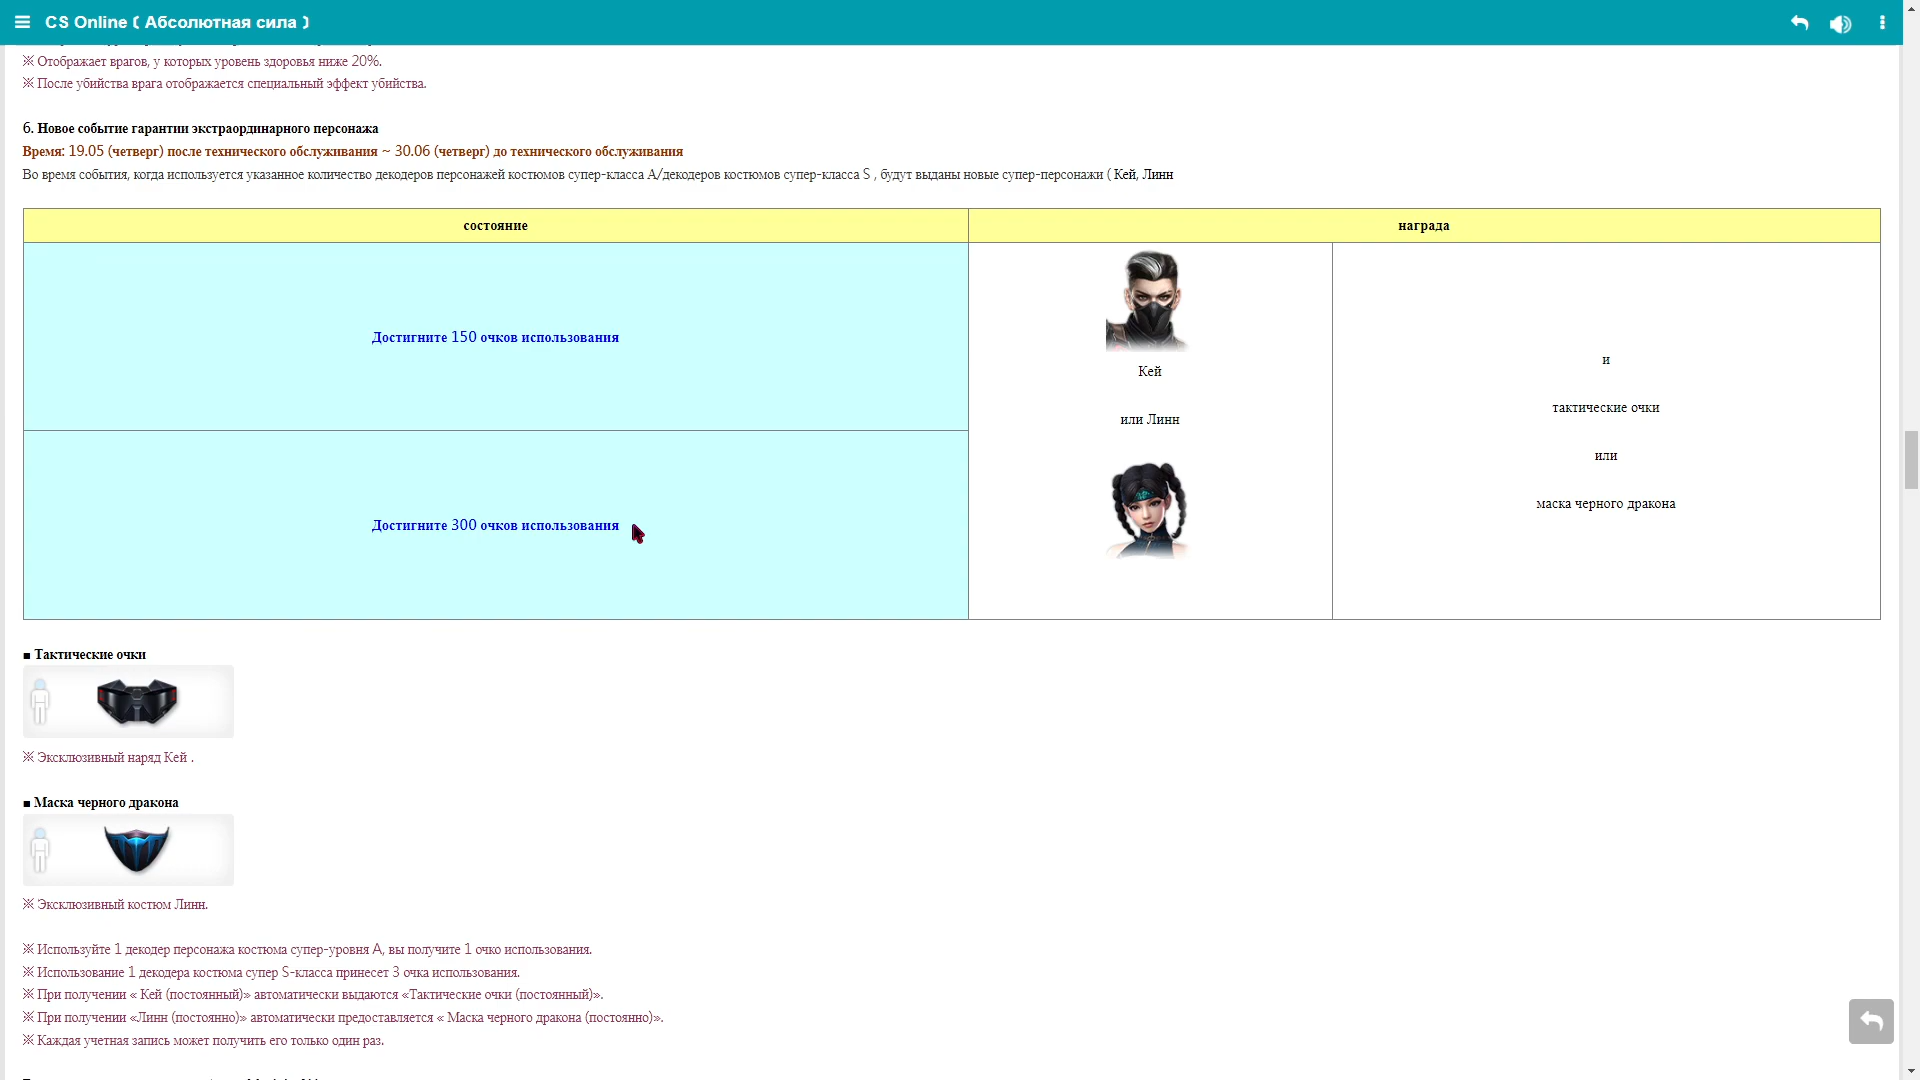 CS Online ( Абсолютная сила )
※ Отображает врагов, у которых уровень здоровья ниже 20%.
※ После убийства врага отображается специальный эффект убийства.
6. Новое событие гарантии экстраординарного персонажа
Время: 19.05 (четверг) после технического обслуживания ~ 30.06 (четверг) до технического обслуживания
Во время события, когда используется указанное количество декодеров персонажей костюмов супер-класса A/декодеров костюмов супер-класса S , будут выданы новые супер-персонажи ( Кей, Линн
состояние
награда
Достигните 150 очков использования
Достигните 300 очков использования
Кей
или Линн
и
тактические очки
или
маска черного дракона
■ Тактические очки
※ Эксклюзивный наряд Кей .
■ Маска черного дракона
※ Эксклюзивный костюм Линн.
※ Используйте 1 декодер персонажа костюма супер-уровня A, вы получите 1 очко использования.
※ Использование 1 декодера костюма супер S-класса принесет 3 очка использования.
※ При получении « Кей (постоянный)» автоматически выдаются «Тактические очки (постоянный)».
※ При получении «Линн (постоянно)» автоматически предоставляется « Маска черного дракона (постоянно)».
※ Каждая учетная запись может получить его только один раз.